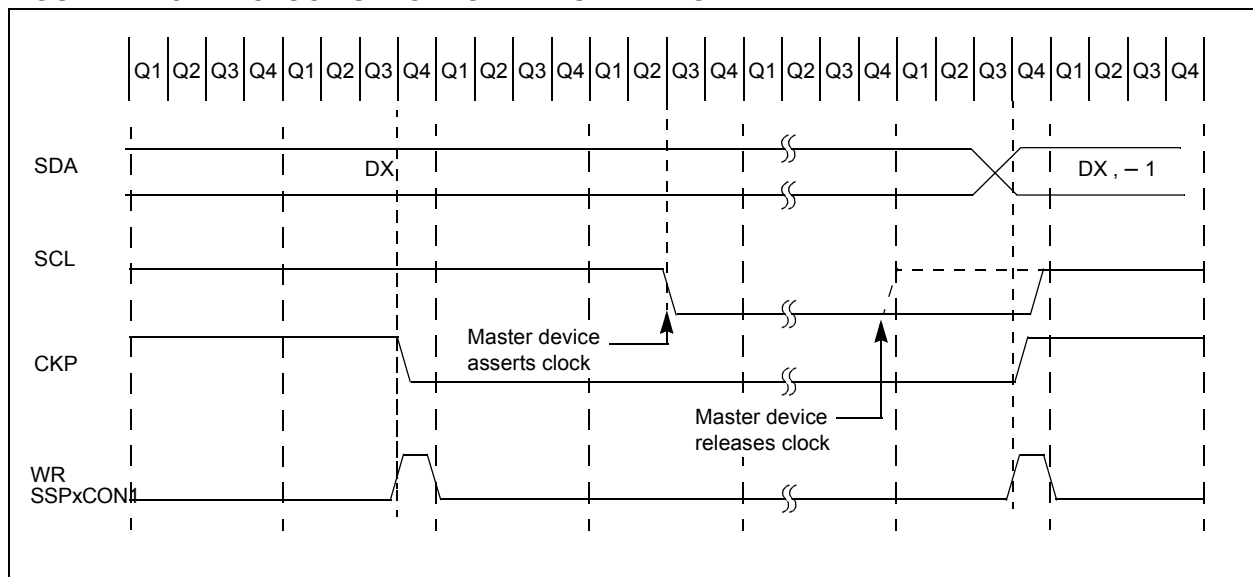 Q1 Q2 Q3 Q4 Q1 Q2 Q3 Q4 Q1 Q2 Q3 Q4 Q1 Q2 Q3 Q4 Q1 Q2 Q3 Q4 Q1 Q2 Q3 Q4 Q1 Q2 Q3 Q4
SDA
DX
DX , – 1
SCL
Master device
asserts clock
CKP
Master device
releases clock
WR
SSPxCON1